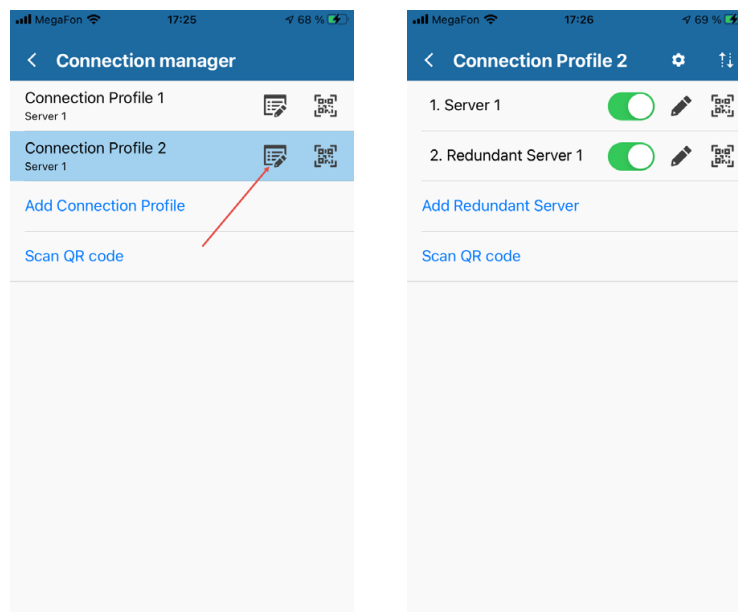 MegaFon 17:25 68 %
Connection manager
Connection Profile 1
Server 1
Connection Profile 2
Server 1
Add Connection Profile
Scan QR code
MegaFon 17:26 69 %
Connection Profile 2
1. Server 1
2. Redundant Server 1
Add Redundant Server
Scan QR code